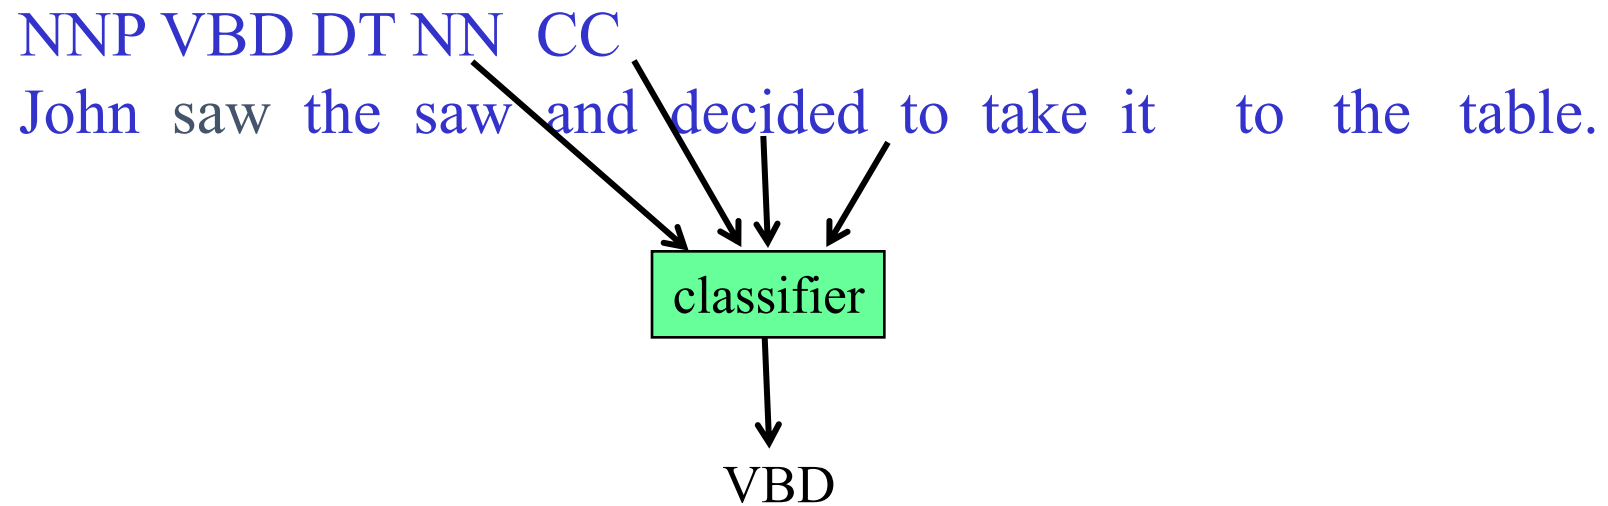 NNP VBD DT NN CC
John saw the saw and decided to take it to the table.
classifier
VBD